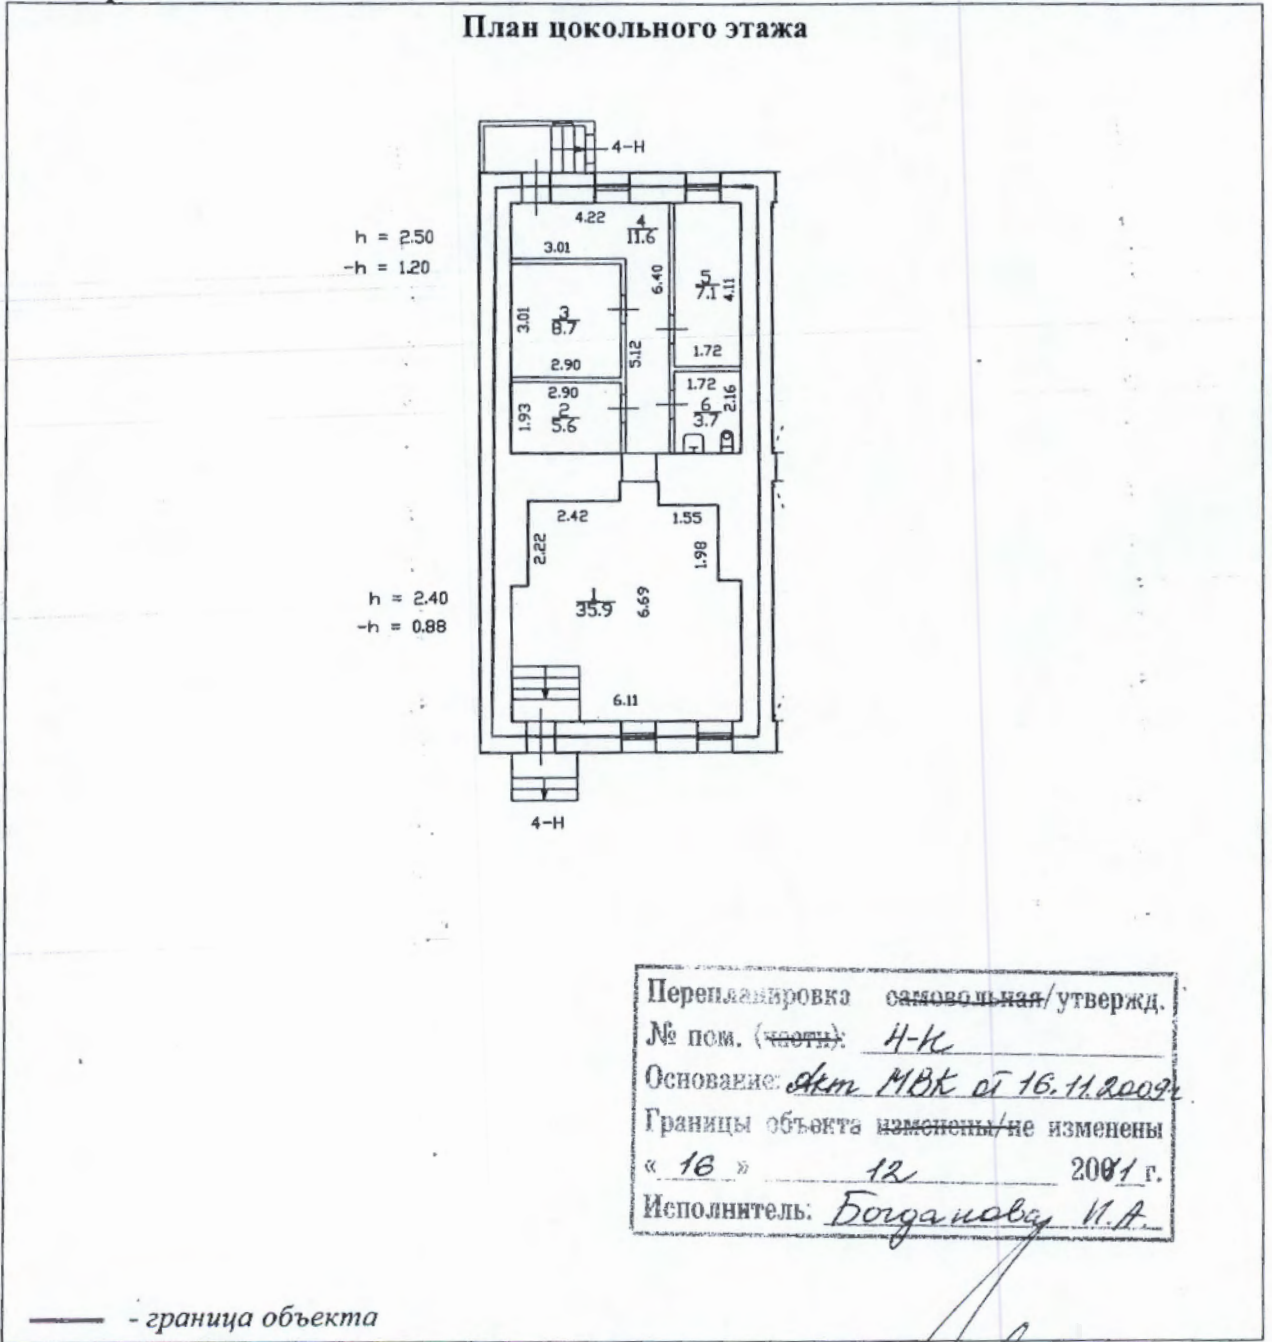 План цокольного этажа
4-Н
4.22
4
11.6
h = 2.50
-h = 1.20
3.01
6.40
5
7.1
4.11
3.01
3
8.7
5.12
1.72
2.90
2.90
1.72
2.16
1.93
2
5.6
6
3.7
2.42
1.55
2.22
1.98
h = 2.40
-h = 0.88
1
35.9
6.69
6.11
4-Н
Перепланировка самовольная/утвержд.
№ пом. (части): 4-Н
Основание: Акт МВК от 16.11.2009г
Границы объекта изменены/не изменены
« 16 » 12 2011 г.
Исполнитель: Богданова И.А.
- граница объекта